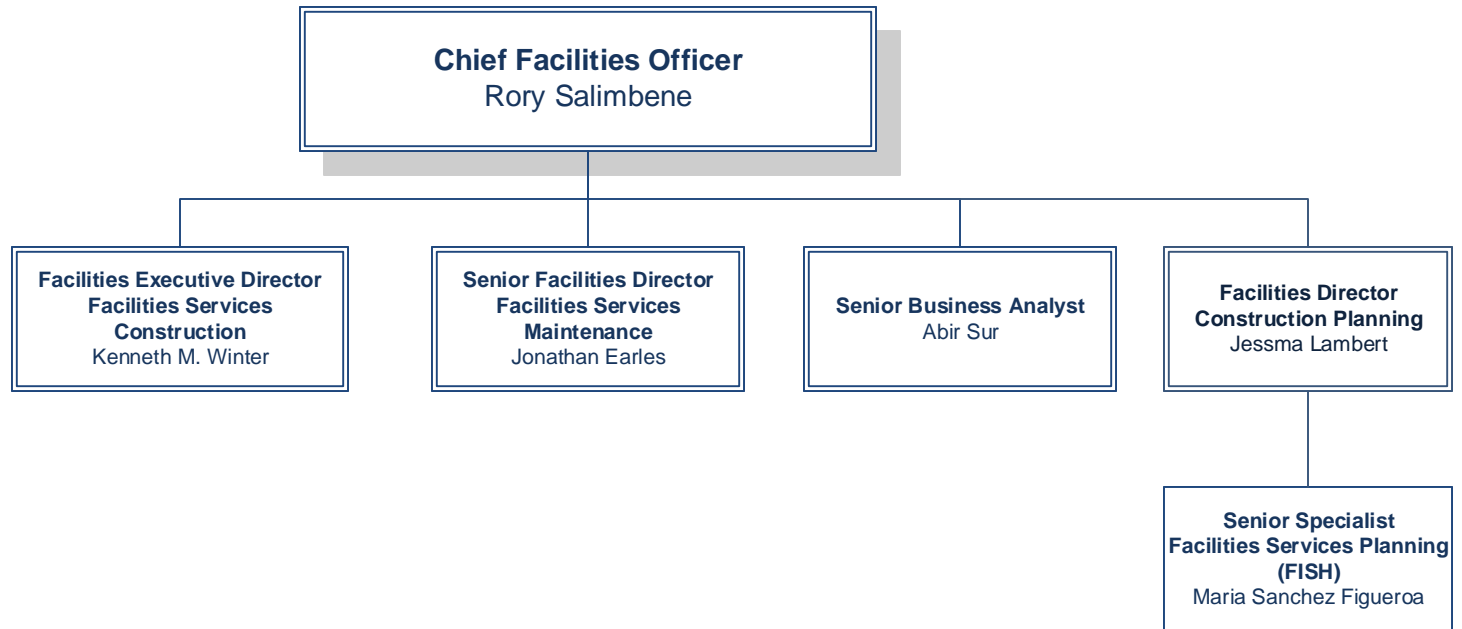 Chief Facilities Officer
Rory Salimbene
Facilities Executive Director
Facilities Services
Construction
Kenneth M. Winter
Senior Facilities Director
Facilities Services
Maintenance
Jonathan Earles
Senior Business Analyst
Abir Sur
Facilities Director
Construction Planning
Jessma Lambert
Senior Specialist
Facilities Services Planning
(FISH)
Maria Sanchez Figueroa